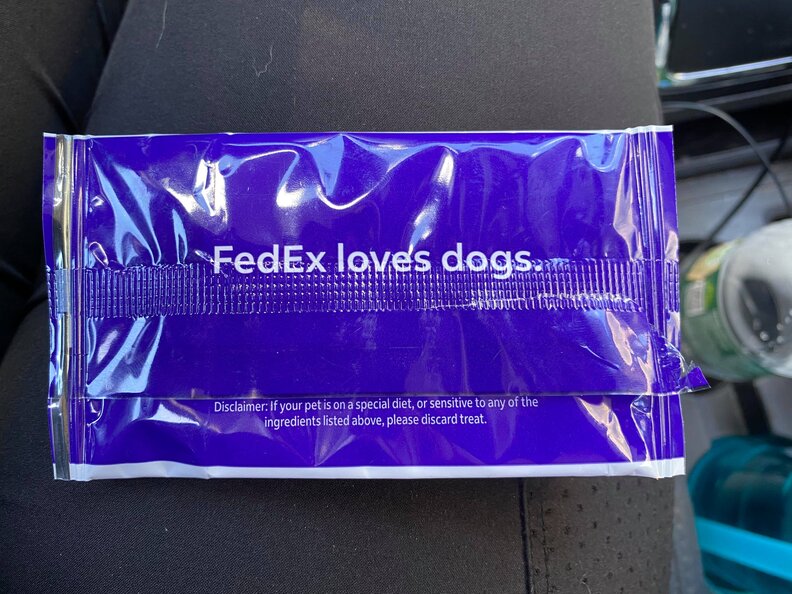 FedEx loves dogs.
Disclaimer: If your pet is on a special diet, or sensitive to any of the
ingredients listed above, please discard treat.